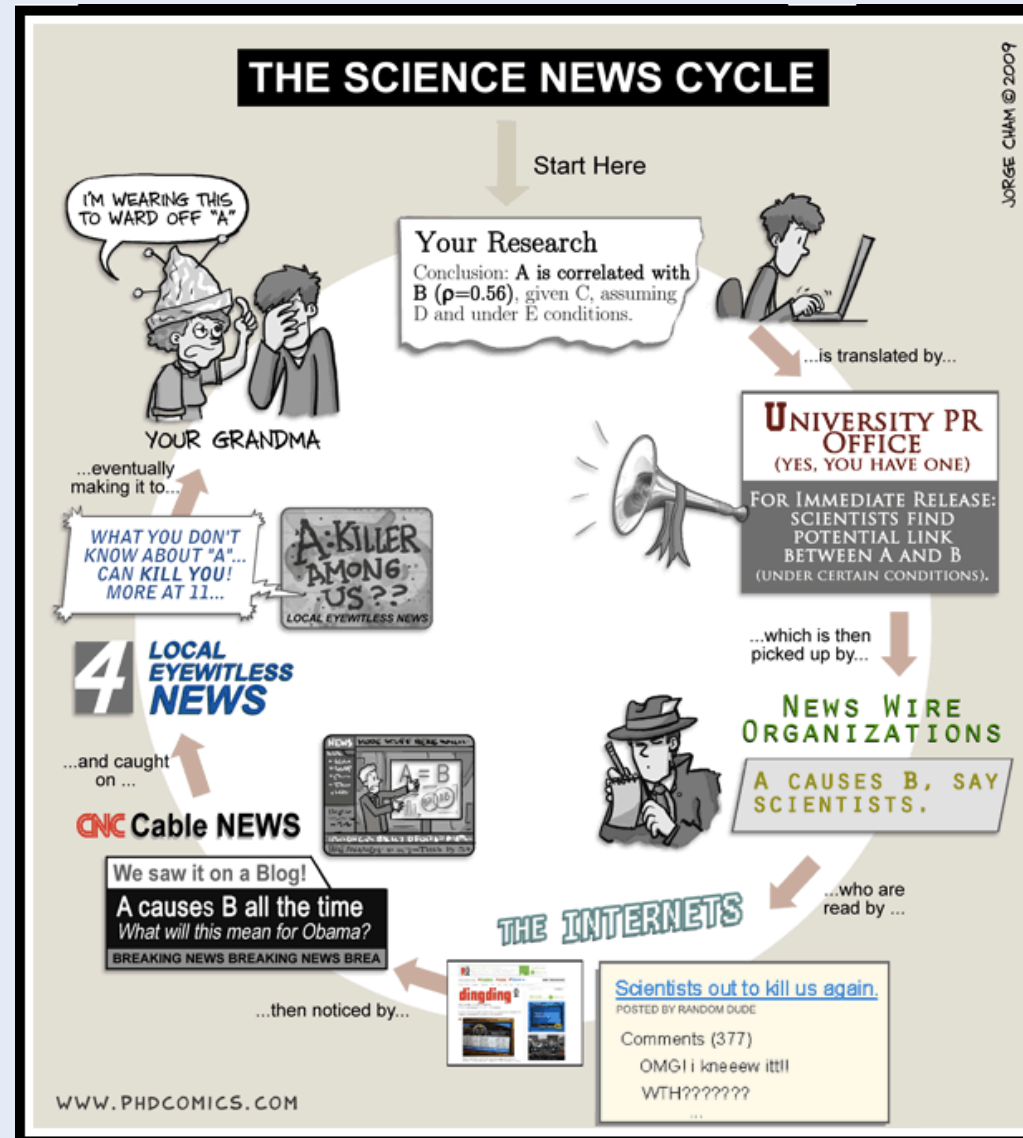 THE SCIENCE NEWS CYCLE
JORGE CHAM © 2009
Start Here
Your Research
Conclusion: A is correlated with
B (ρ=0.56), given C, assuming
D and under E conditions.
...is translated by...
UNIVERSITY PR
OFFICE
(YES, YOU HAVE ONE)
FOR IMMEDIATE RELEASE:
SCIENTISTS FIND
POTENTIAL LINK
BETWEEN A AND B
(UNDER CERTAIN CONDITIONS).
...which is then
picked up by...
NEWS WIRE
ORGANIZATIONS
A CAUSES B, SAY
SCIENTISTS.
...who are
read by ...
THE INTERNETS
Scientists out to kill us again.
POSTED BY RANDOM DUDE
Comments (377)
OMG! i kneeew itt!!
WTH???????
...
dingding
...then noticed by...
CNC Cable NEWS
We saw it on a Blog!
A causes B all the time
What will this mean for Obama?
BREAKING NEWS BREAKING NEWS BREA
NEWS
A = B
...and caught
on ...
4 LOCAL
EYEWITLESS
NEWS
WHAT YOU DON'T
KNOW ABOUT "A"...
CAN KILL YOU!
MORE AT 11...
A:KILLER
AMONG
US??
LOCAL EYEWITLESS NEWS
...eventually
making it to...
YOUR GRANDMA
I'M WEARING THIS
TO WARD OFF "A"
WWW.PHDCOMICS.COM